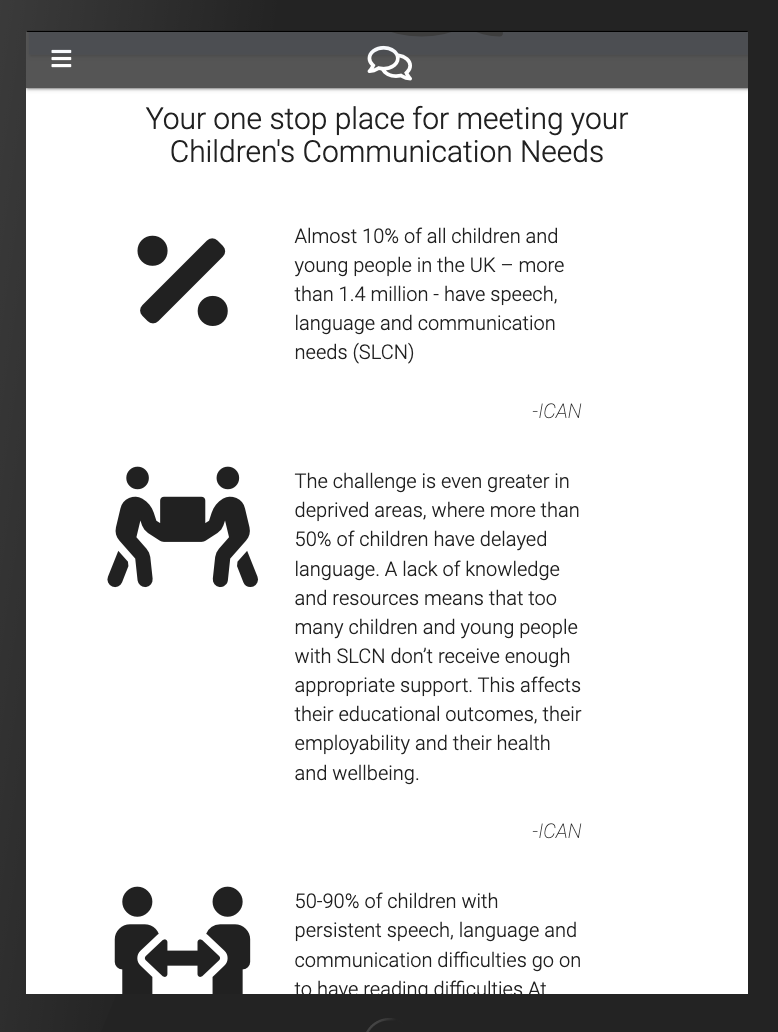 Your one stop place for meeting your
Children's Communication Needs
Almost 10% of all children and
young people in the UK – more
than 1.4 million - have speech,
language and communication
needs (SLCN)
-ICAN
The challenge is even greater in
deprived areas, where more than
50% of children have delayed
language. A lack of knowledge
and resources means that too
many children and young people
with SLCN don’t receive enough
appropriate support. This affects
their educational outcomes, their
employability and their health
and wellbeing.
-ICAN
50-90% of children with
persistent speech, language and
communication difficulties go on
to have reading difficulties At